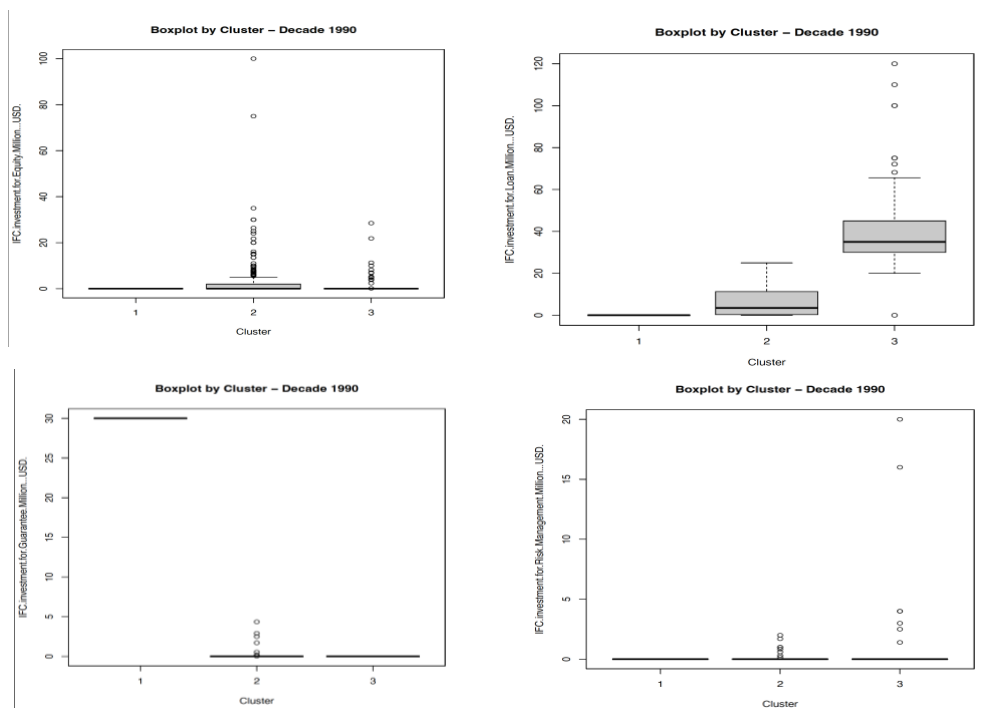 Boxplot by Cluster – Decade 1990
IFC.investment.for.Equity.Million...USD.
100
80
60
40
20
0
1 2 3
Cluster
Boxplot by Cluster – Decade 1990
IFC.investment.for.Loan.Million...USD.
120
100
80
60
40
20
0
1 2 3
Cluster
Boxplot by Cluster – Decade 1990
IFC.investment.for.Guarantee.Million...USD.
30
25
20
15
10
5
0
1 2 3
Cluster
Boxplot by Cluster – Decade 1990
IFC.investment.for.Risk.Management.Million...USD.
20
15
10
5
0
1 2 3
Cluster